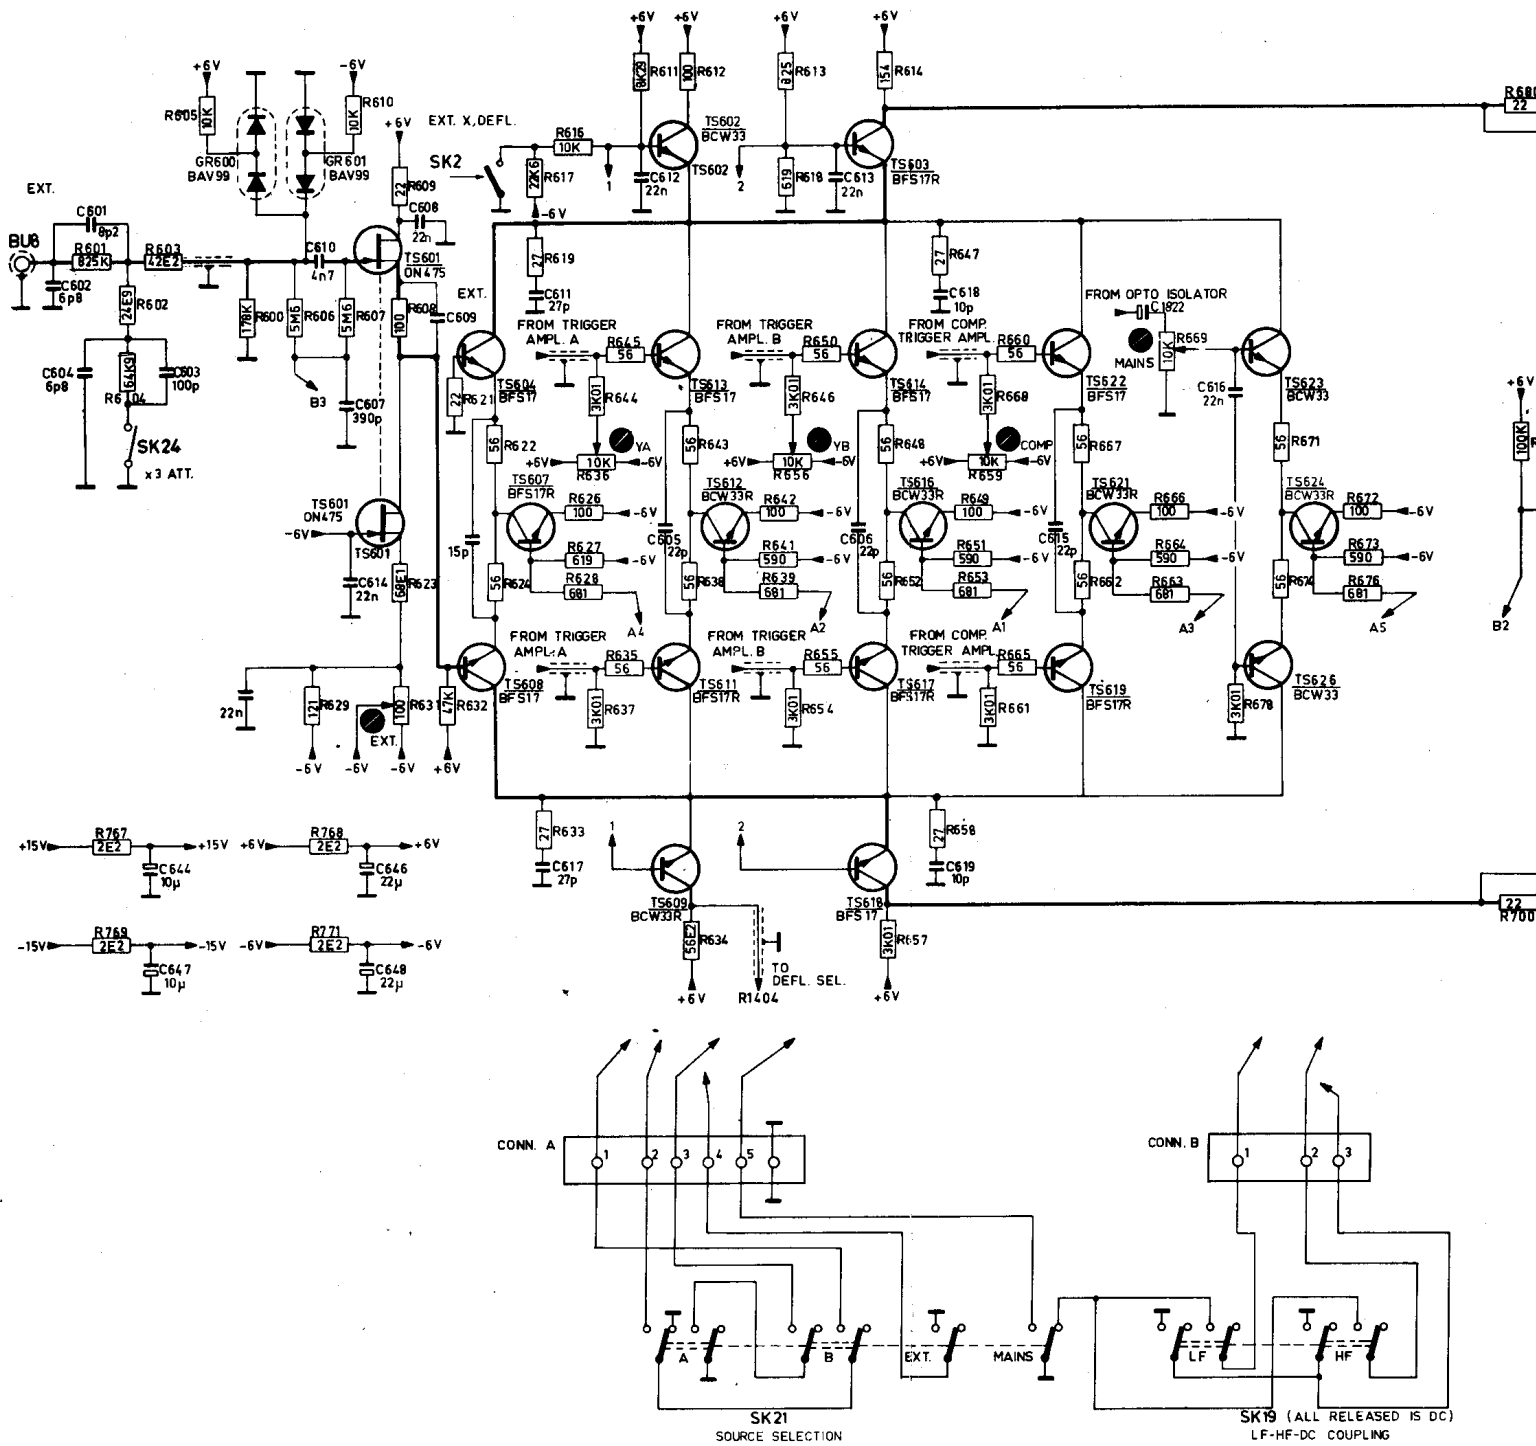 +6V
+6V
+6V
+6V
8K29
R611
100
R612
825
R613
154
R614
R680
22
+6V
-6V
R605
10K
R610
10K
+6V
EXT. X, DEFL.
GR600
BAV99
GR601
BAV99
SK2
R616
10K
TS602
BCW33
TS602
TS603
BFS17R
22
R609
22K6
R617
-6V
1
C612
22n
2
619
R618
C613
22n
EXT.
C601
8p2
BU8
R601
825K
R603
42E2
C602
6p8
24E9
R602
C610
4n7
C608
22n
TS601
ON475
178K
R600
5M6
R606
5M6
R607
100
R608
C609
27
R619
C611
27p
27
R647
C618
10p
EXT.
FROM TRIGGER
AMPL. A
FROM TRIGGER
AMPL. B
FROM COMP.
TRIGGER AMPL.
FROM OPTO ISOLATOR
C1822
R645
56
R650
56
R660
56
MAINS
10K
R669
C604
6p8
64K9
C603
100p
B3
C607
390p
SK24
x3 ATT.
TS604
BFS17
22
R621
TS613
BFS17
3K01
R644
TS614
BFS17
3K01
R646
TS622
BFS17
3K01
R668
C616
22n
TS623
BCW33
+6V
100K
56
R622
YA
+6V
10K
-6V
R636
56
R643
YB
+6V
10K
-6V
R656
56
R648
COMP
+6V
10K
-6V
R659
56
R667
56
R671
TS601
ON475
-6V
TS601
C614
22n
68E1
R623
TS607
BFS17R
R626
100
-6V
R627
619
-6V
R628
681
A4
15p
56
R624
TS612
BCW33R
R642
100
-6V
C605
22p
R641
590
-6V
R639
681
A2
56
R638
TS616
BCW33R
R649
100
-6V
C606
22p
R651
590
-6V
R653
681
A1
56
R652
TS621
BCW33R
R666
100
-6V
C615
22p
R664
590
-6V
R663
681
A3
56
R662
TS624
BCW33R
R672
100
-6V
R673
590
-6V
R676
681
A5
56
R674
B2
FROM TRIGGER
AMPL. A
FROM TRIGGER
AMPL. B
FROM COMP.
TRIGGER AMPL.
R635
56
R655
56
R665
56
TS608
BFS17
TS611
BFS17R
TS617
BFS17R
TS619
BFS17R
TS626
BCW33
22n
121
R629
100
R631
EXT.
47K
R632
3K01
R637
3K01
R654
3K01
R661
3K01
R678
-6V
-6V
-6V
+6V
27
R633
C617
27p
1
2
27
R658
C619
10p
+15V
R767
2E2
+15V
C644
10µ
+6V
R768
2E2
+6V
C646
22µ
TS609
BCW33R
TS618
BFS17
22
R700
-15V
R769
2E2
-15V
C647
10µ
-6V
R771
2E2
-6V
C648
22µ
56E2
R634
+6V
TO
DEFL. SEL.
R1404
3K01
R657
+6V
CONN. A
1
2
3
4
5
CONN. B
1
2
3
A
B
EXT.
MAINS
LF
HF
SK21
SOURCE SELECTION
SK19 (ALL RELEASED IS DC)
LF-HF-DC COUPLING